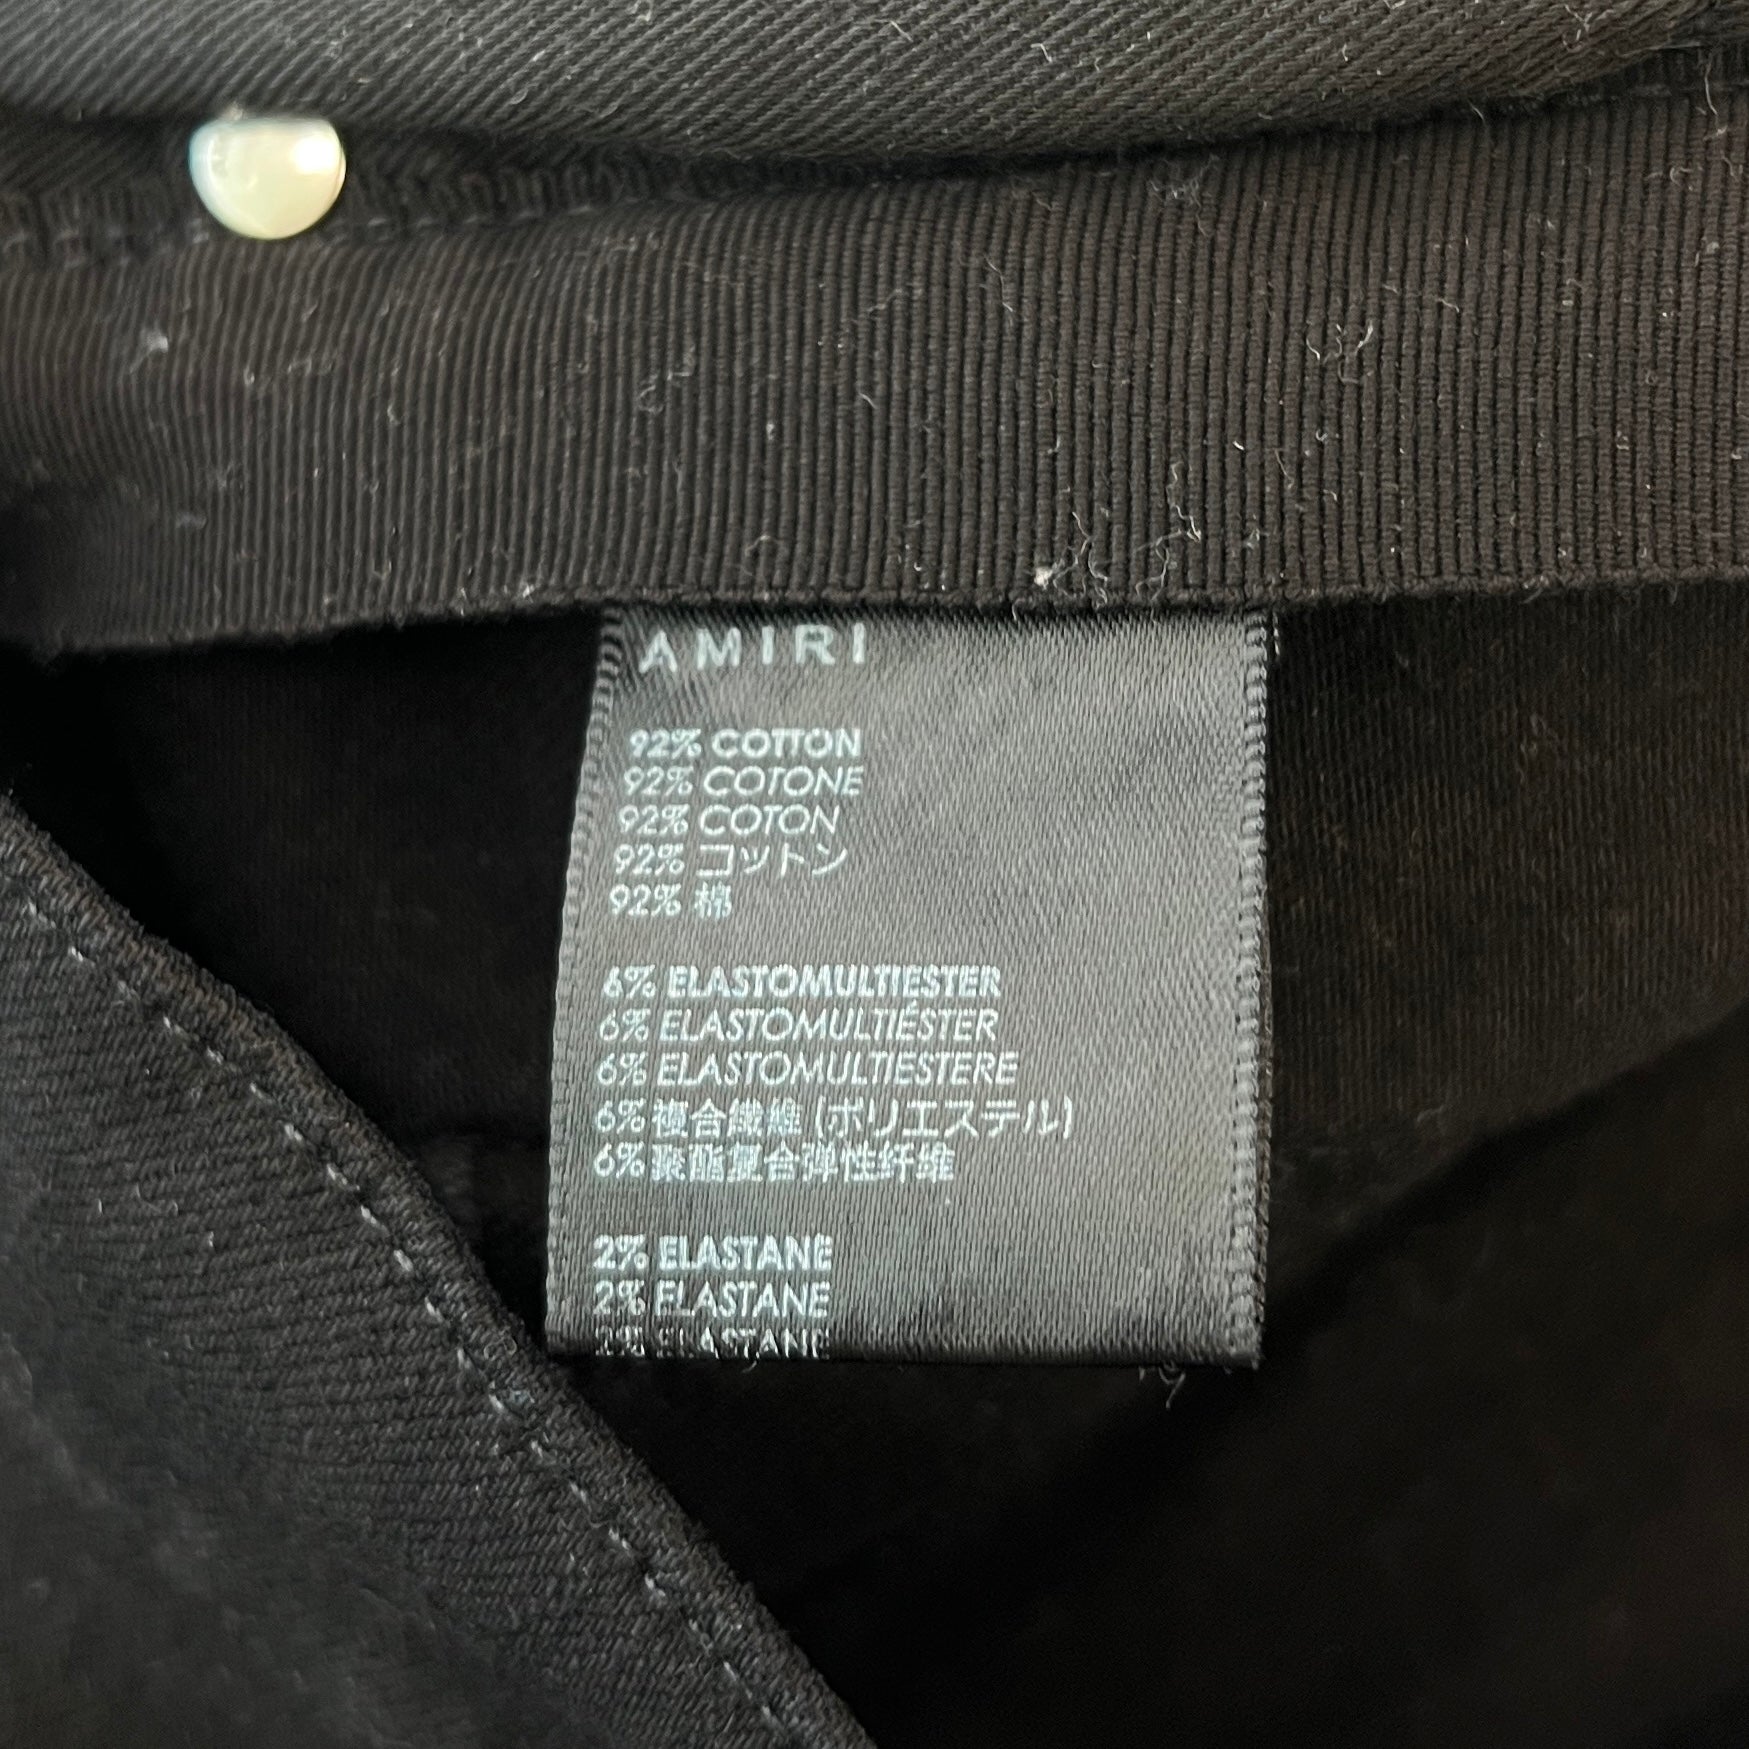 AMIRI
92% COTTON
92% COTONE
92% COTON
92% コットン
92% 棉
6% ELASTOMULTIESTER
6% ELASTOMULTIÉSTER
6% ELASTOMULTIESTERE
6% 複合繊維 (ポリエステル)
6% 聚酯复合弹性纤维
2% ELASTANE
2% ELASTANE
2% ELASTANE